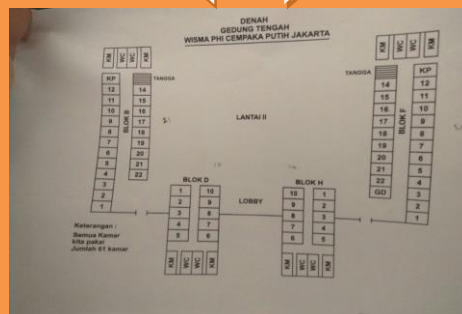 DENAH
GEDUNG TENGAH
WISMA PHI CEMPAKA PUTIH JAKARTA
KM WC WC KM
KM WC WC KM
TANGGA
TANGGA
KP
12
11
10
9
8
7
6
5
4
3
2
1
BLOK B
14
15
16
17
18
19
20
21
22
LANTAI II
14
15
16
17
18
19
20
21
22
GD
BLOK F
KP
12
11
10
9
8
7
6
5
4
3
2
1
BLOK D
1 10
2 9
3 8
4 7
5 6
KM WC WC KM
LOBBY
BLOK H
10 1
9 2
8 3
7 4
6 5
KM WC WC KM
Keterangan :
Semua Kamar
kita pakai
Jumlah 61 kamar